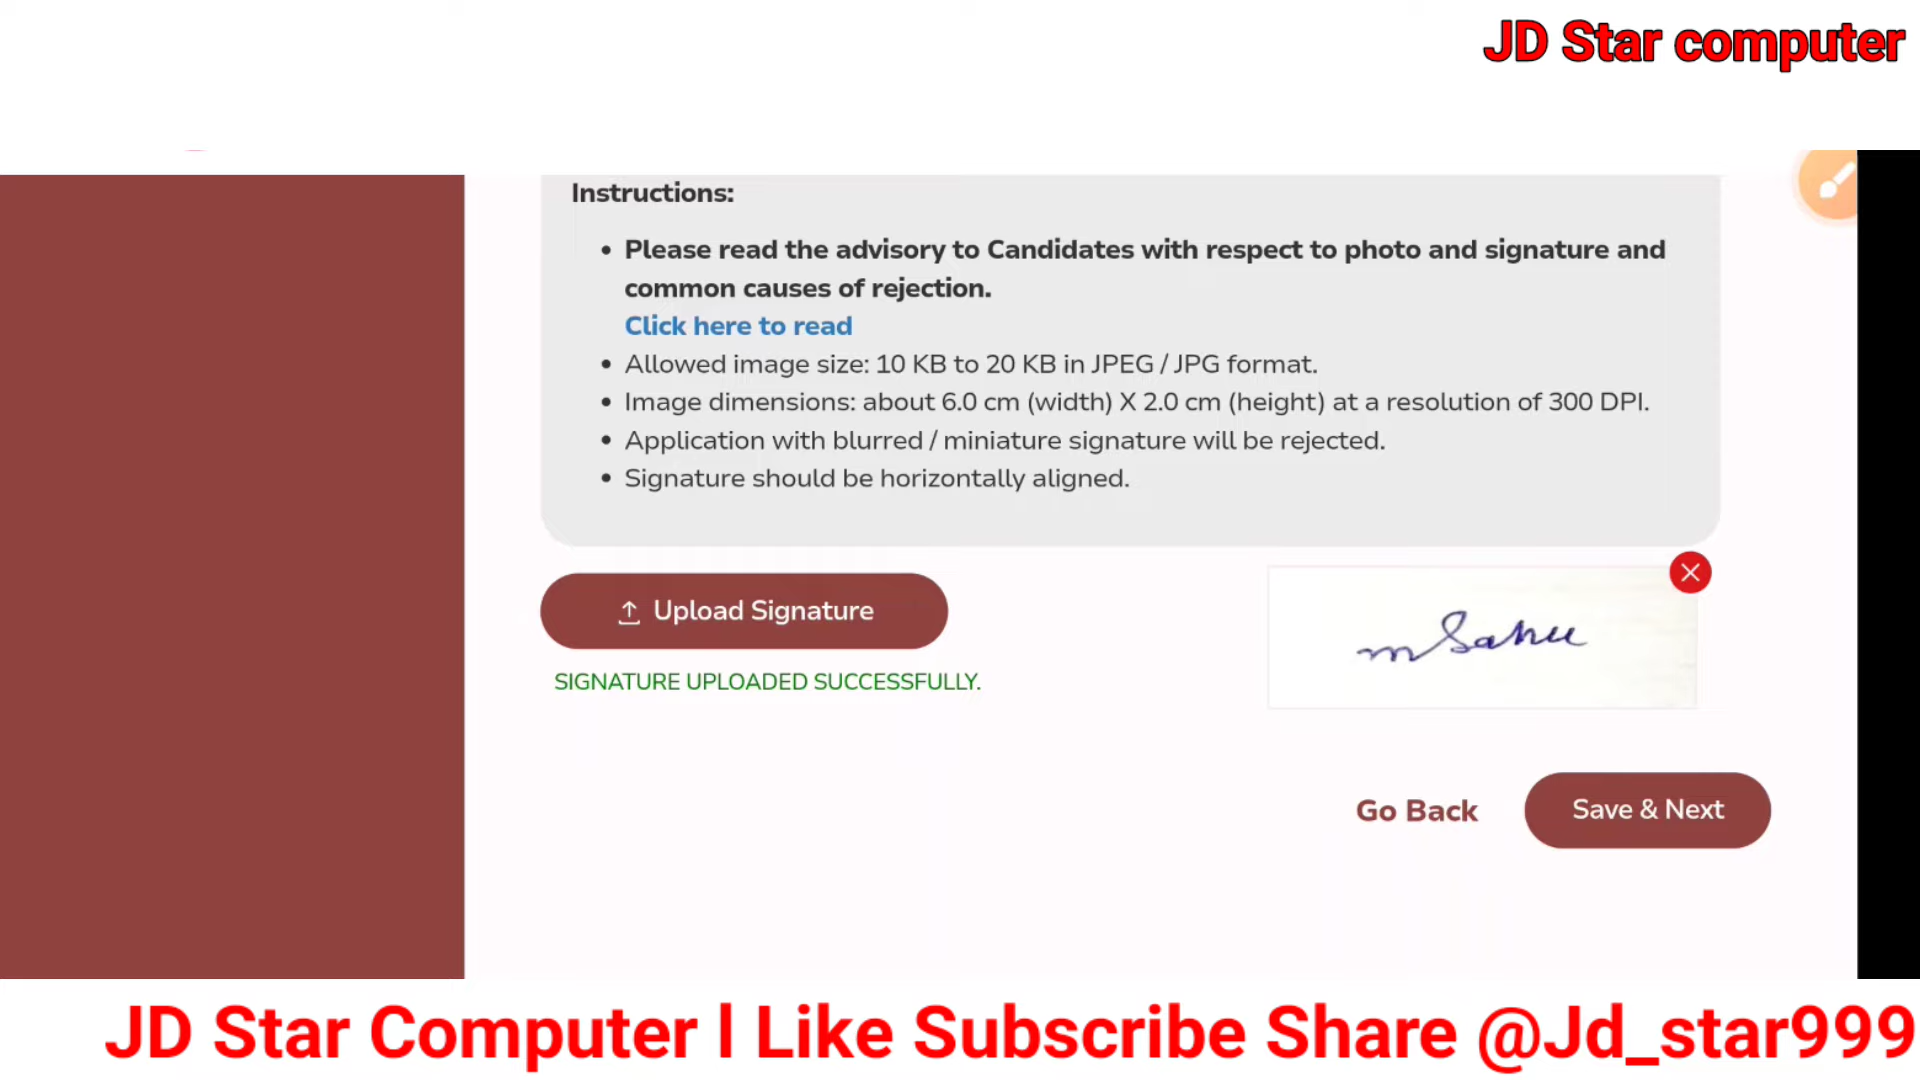 JD Star computer
Instructions:
Please read the advisory to Candidates with respect to photo and signature and
common causes of rejection.
Click here to read
Allowed image size: 10 KB to 20 KB in JPEG / JPG format.
Image dimensions: about 6.0 cm (width) X 2.0 cm (height) at a resolution of 300 DPI.
Application with blurred / miniature signature will be rejected.
Signature should be horizontally aligned.
Upload Signature
SIGNATURE UPLOADED SUCCESSFULLY.
m Sahu
Go Back
Save & Next
JD Star Computer l Like Subscribe Share @Jd_star999